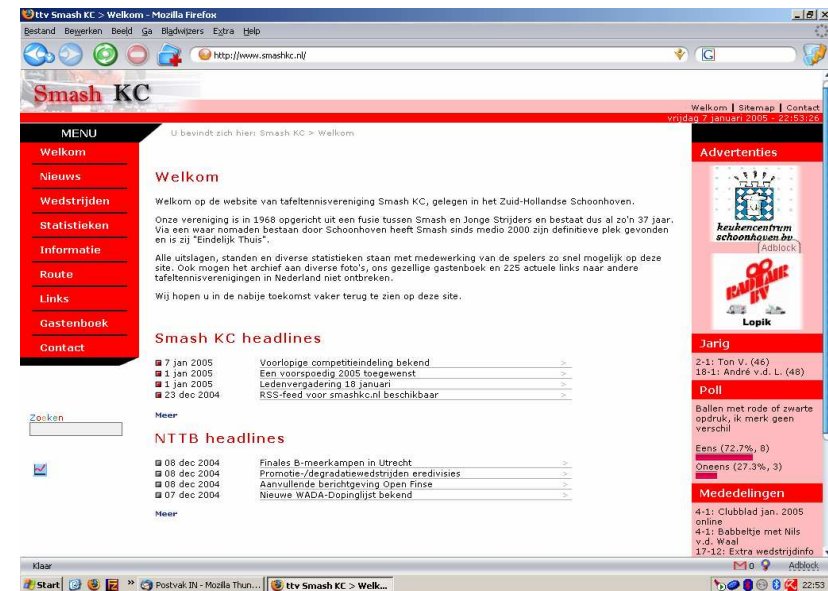 ttv Smash KC > Welkom - Mozilla Firefox
Bestand Bewerken Beeld Ga Bladwijzers Extra Help
http://www.smashkc.nl/
G
Smash KC
Welkom | Sitemap | Contact
vrijdag 7 januari 2005 - 22:53:26
MENU
Welkom
Nieuws
Wedstrijden
Statistieken
Informatie
Route
Links
Gastenboek
Contact
Zoeken
U bevindt zich hier: Smash KC > Welkom
Welkom
Welkom op de website van tafeltennisvereniging Smash KC, gelegen in het Zuid-Hollandse Schoonhoven.
Onze vereniging is in 1968 opgericht uit een fusie tussen Smash en Jonge Strijders en bestaat dus al zo'n 37 jaar.
Via een waar nomaden bestaan door Schoonhoven heeft Smash sinds medio 2000 zijn definitieve plek gevonden
en is zij "Eindelijk Thuis".
Alle uitslagen, standen en diverse statistieken staan met medewerking van de spelers zo snel mogelijk op deze
site. Ook mogen het archief aan diverse foto's, ons gezellige gastenboek en 225 actuele links naar andere
tafeltennisverenigingen in Nederland niet ontbreken.
Wij hopen u in de nabije toekomst vaker terug te zien op deze site.
Smash KC headlines
7 jan 2005 Voorlopige competitieindeling bekend >
1 jan 2005 Een voorspoedig 2005 toegewenst >
1 jan 2005 Ledenvergadering 18 januari >
23 dec 2004 RSS-feed voor smashkc.nl beschikbaar >
Meer
NTTB headlines
08 dec 2004 Finales B-meerkampen in Utrecht >
08 dec 2004 Promotie-/degradatiewedstrijden eredivisies >
08 dec 2004 Aanvullende berichtgeving Open Finse >
07 dec 2004 Nieuwe WADA-Dopinglijst bekend >
Meer
Advertenties
keukencentrum
schoonhoven bv
Adblock
RADIAIR
BV
Lopik
Jarig
2-1: Ton V. (46)
18-1: André v.d. L. (48)
Poll
Ballen met rode of zwarte
opdruk, ik merk geen
verschil
Eens (72.7%, 8)
Oneens (27.3%, 3)
Mededelingen
4-1: Clubblad jan. 2005
online
4-1: Babbeltje met Nils
v.d. Waal
17-12: Extra wedstrijdinfo
Klaar
0 Adblock
Start
Postvak IN - Mozilla Thun...
ttv Smash KC > Welk...
22:53